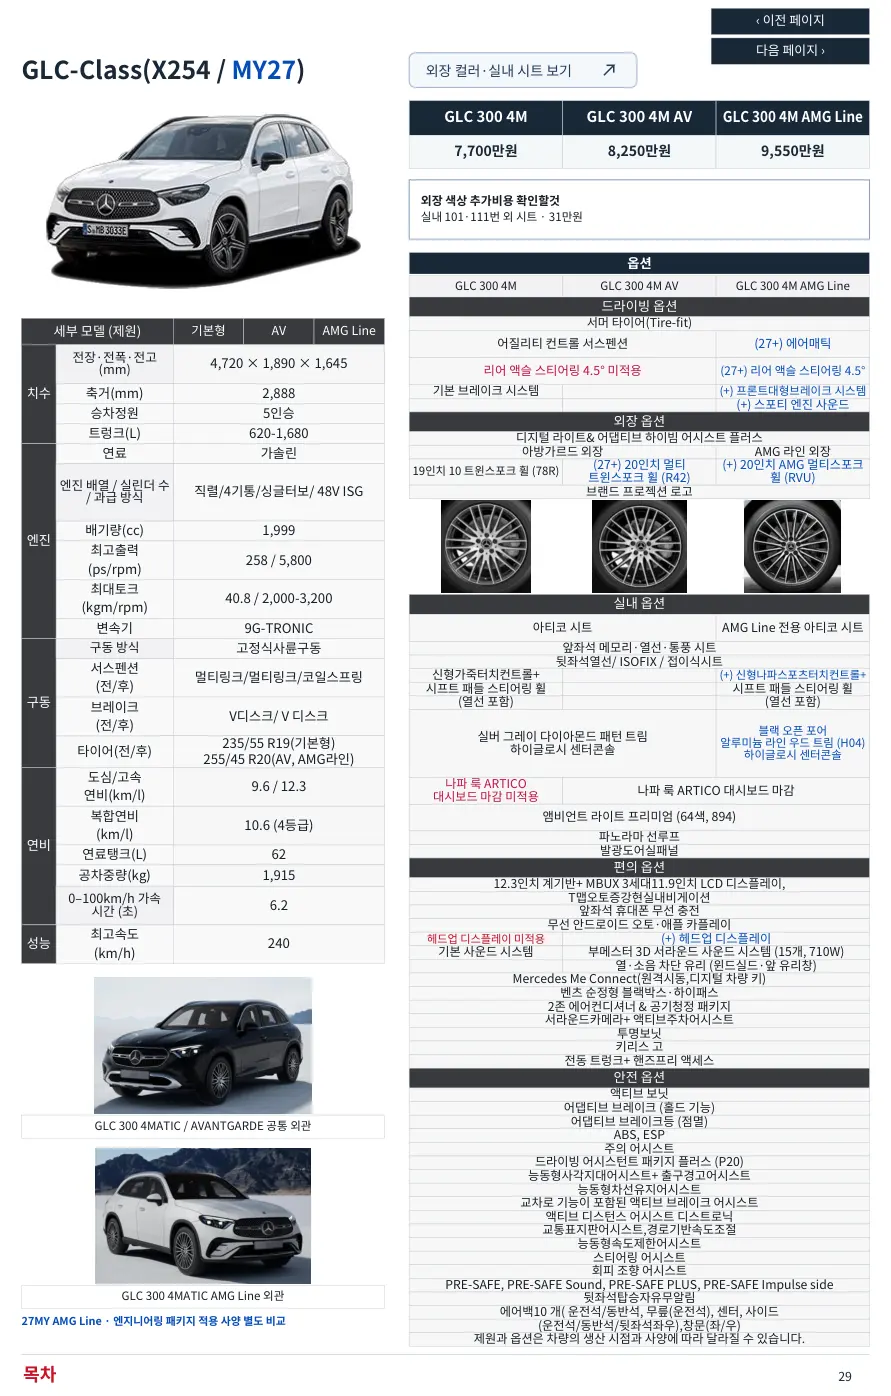 ‹ 이전 페이지
다음 페이지 ›
GLC-Class(X254 / MY27)
외장 컬러·실내 시트 보기 ↗
GLC 300 4M GLC 300 4M AV GLC 300 4M AMG Line
7,700만원 8,250만원 9,550만원
외장 색상 추가비용 확인할것
실내 101·111번 외 시트 · 31만원
S MB 3033E
세부 모델 (제원) 기본형 AV AMG Line
치수
전장·전폭·전고
(mm)
4,720 × 1,890 × 1,645
축거(mm) 2,888
승차정원 5인승
트렁크(L) 620-1,680
엔진
연료 가솔린
엔진 배열 / 실린더 수
/ 과급 방식
직렬/4기통/싱글터보/ 48V ISG
배기량(cc) 1,999
최고출력
(ps/rpm)
258 / 5,800
최대토크
(kgm/rpm)
40.8 / 2,000-3,200
변속기 9G-TRONIC
구동
구동 방식 고정식사륜구동
서스펜션
(전/후)
멀티링크/멀티링크/코일스프링
브레이크
(전/후)
V디스크/ V 디스크
타이어(전/후)
235/55 R19(기본형)
255/45 R20(AV, AMG라인)
연비
도심/고속
연비(km/l)
9.6 / 12.3
복합연비
(km/l)
10.6 (4등급)
연료탱크(L) 62
공차중량(kg) 1,915
0–100km/h 가속
시간 (초)
6.2
성능
최고속도
(km/h)
240
GLC 300 4MATIC / AVANTGARDE 공통 외관
GLC 300 4MATIC AMG Line 외관
27MY AMG Line · 엔지니어링 패키지 적용 사양 별도 비교
옵션
GLC 300 4M GLC 300 4M AV GLC 300 4M AMG Line
드라이빙 옵션
서머 타이어(Tire-fit)
어질리티 컨트롤 서스펜션 (27+) 에어매틱
리어 액슬 스티어링 4.5° 미적용 (27+) 리어 액슬 스티어링 4.5°
기본 브레이크 시스템 (+) 프론트대형브레이크 시스템
(+) 스포티 엔진 사운드
외장 옵션
디지털 라이트& 어댑티브 하이빔 어시스트 플러스
아방가르드 외장 AMG 라인 외장
19인치 10 트윈스포크 휠 (78R)
(27+) 20인치 멀티
트윈스포크 휠 (R42)
(+) 20인치 AMG 멀티스포크
휠 (RVU)
브랜드 프로젝션 로고
실내 옵션
아티코 시트 AMG Line 전용 아티코 시트
앞좌석 메모리·열선·통풍 시트
뒷좌석열선/ ISOFIX / 접이식시트
신형가죽터치컨트롤+ (+) 신형나파스포츠터치컨트롤+
시프트 패들 스티어링 휠 시프트 패들 스티어링 휠
(열선 포함) (열선 포함)
실버 그레이 다이아몬드 패턴 트림
하이글로시 센터콘솔
블랙 오픈 포어
알루미늄 라인 우드 트림 (H04)
하이글로시 센터콘솔
나파 룩 ARTICO
대시보드 마감 미적용
나파 룩 ARTICO 대시보드 마감
앰비언트 라이트 프리미엄 (64색, 894)
파노라마 선루프
발광도어실패널
편의 옵션
12.3인치 계기반+ MBUX 3세대11.9인치 LCD 디스플레이,
T맵오토증강현실내비게이션
앞좌석 휴대폰 무선 충전
무선 안드로이드 오토·애플 카플레이
헤드업 디스플레이 미적용 (+) 헤드업 디스플레이
기본 사운드 시스템 부메스터 3D 서라운드 사운드 시스템 (15개, 710W)
열·소음 차단 유리 (윈드실드·앞 유리창)
Mercedes Me Connect(원격시동,디지털 차량 키)
벤츠 순정형 블랙박스·하이패스
2존 에어컨디셔너 & 공기청정 패키지
서라운드카메라+ 액티브주차어시스트
투명보닛
키리스 고
전동 트렁크+ 핸즈프리 액세스
안전 옵션
액티브 보닛
어댑티브 브레이크 (홀드 기능)
어댑티브 브레이크등 (점멸)
ABS, ESP
주의 어시스트
드라이빙 어시스턴트 패키지 플러스 (P20)
능동형사각지대어시스트+ 출구경고어시스트
능동형차선유지어시스트
교차로 기능이 포함된 액티브 브레이크 어시스트
액티브 디스턴스 어시스트 디스트로닉
교통표지판어시스트,경로기반속도조절
능동형속도제한어시스트
스티어링 어시스트
회피 조향 어시스트
PRE-SAFE, PRE-SAFE Sound, PRE-SAFE PLUS, PRE-SAFE Impulse side
뒷좌석탑승자유무알림
에어백10 개( 운전석/동반석, 무릎(운전석), 센터, 사이드
(운전석/동반석/뒷좌석좌우),창문(좌/우)
제원과 옵션은 차량의 생산 시점과 사양에 따라 달라질 수 있습니다.
목차
29